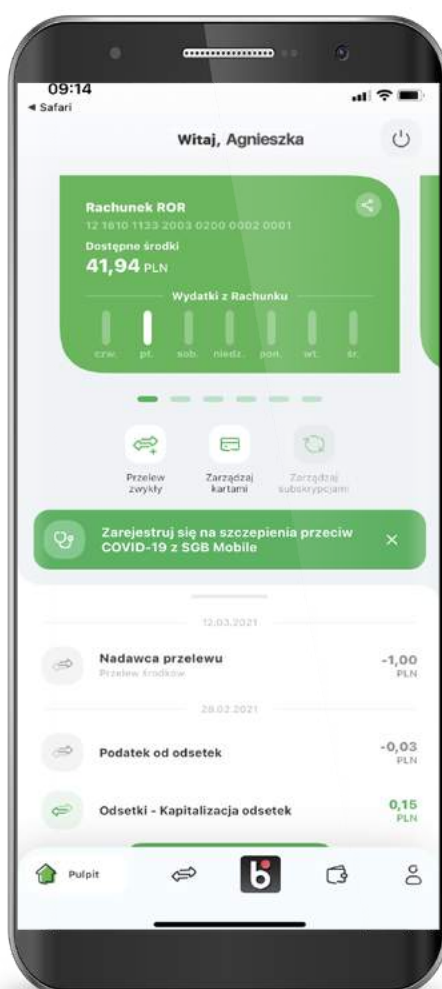 09:14
◀ Safari
Witaj, Agnieszka
Rachunek ROR
12 1610 1133 2003 0200 0002 0001
Dostępne środki
41,94 PLN
Wydatki z Rachunku
czw. pt. sob. niedz. pon. wt. śr.
Przelew
zwykły
Zarządzaj
kartami
Zarządzaj
subskrypcjami
Zarejestruj się na szczepienia przeciw
COVID-19 z SGB Mobile
12.03.2021
Nadawca przelewu
-1,00
Przelew środków
PLN
28.02.2021
Podatek od odsetek
-0,03
PLN
Odsetki - Kapitalizacja odsetek
0,15
PLN
Pulpit
b